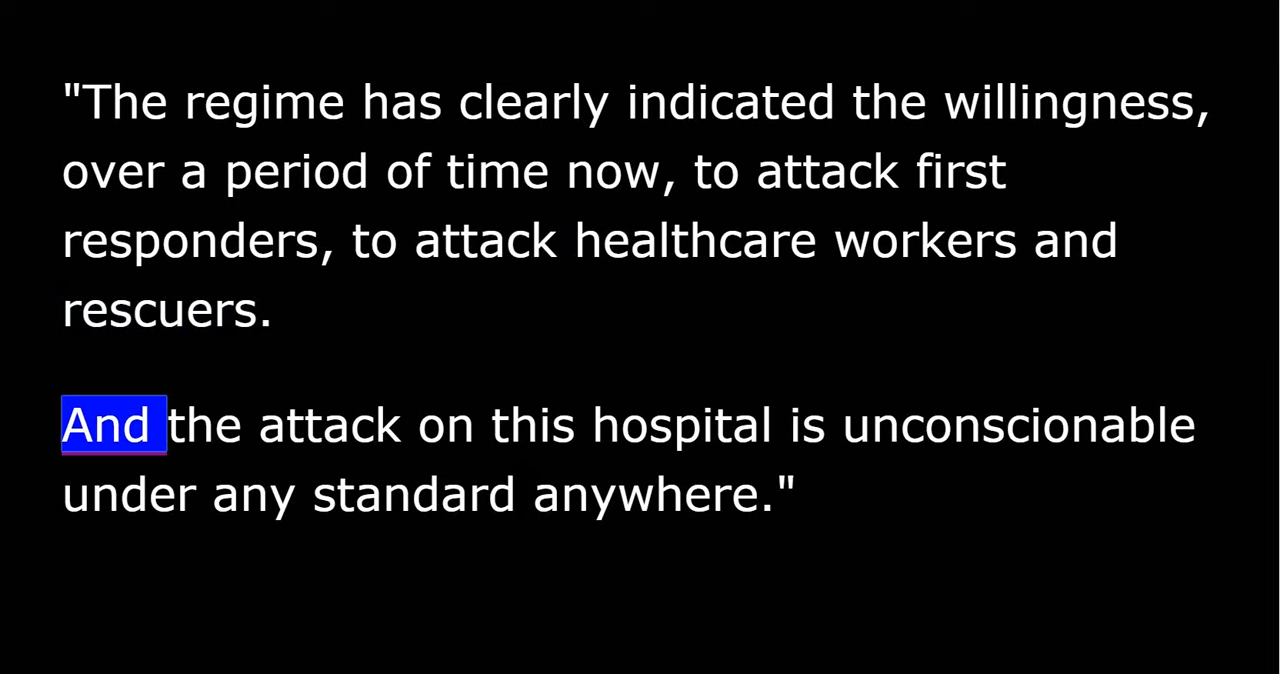 "The regime has clearly indicated the willingness,
over a period of time now, to attack first
responders, to attack healthcare workers and
rescuers.
And the attack on this hospital is unconscionable
under any standard anywhere."